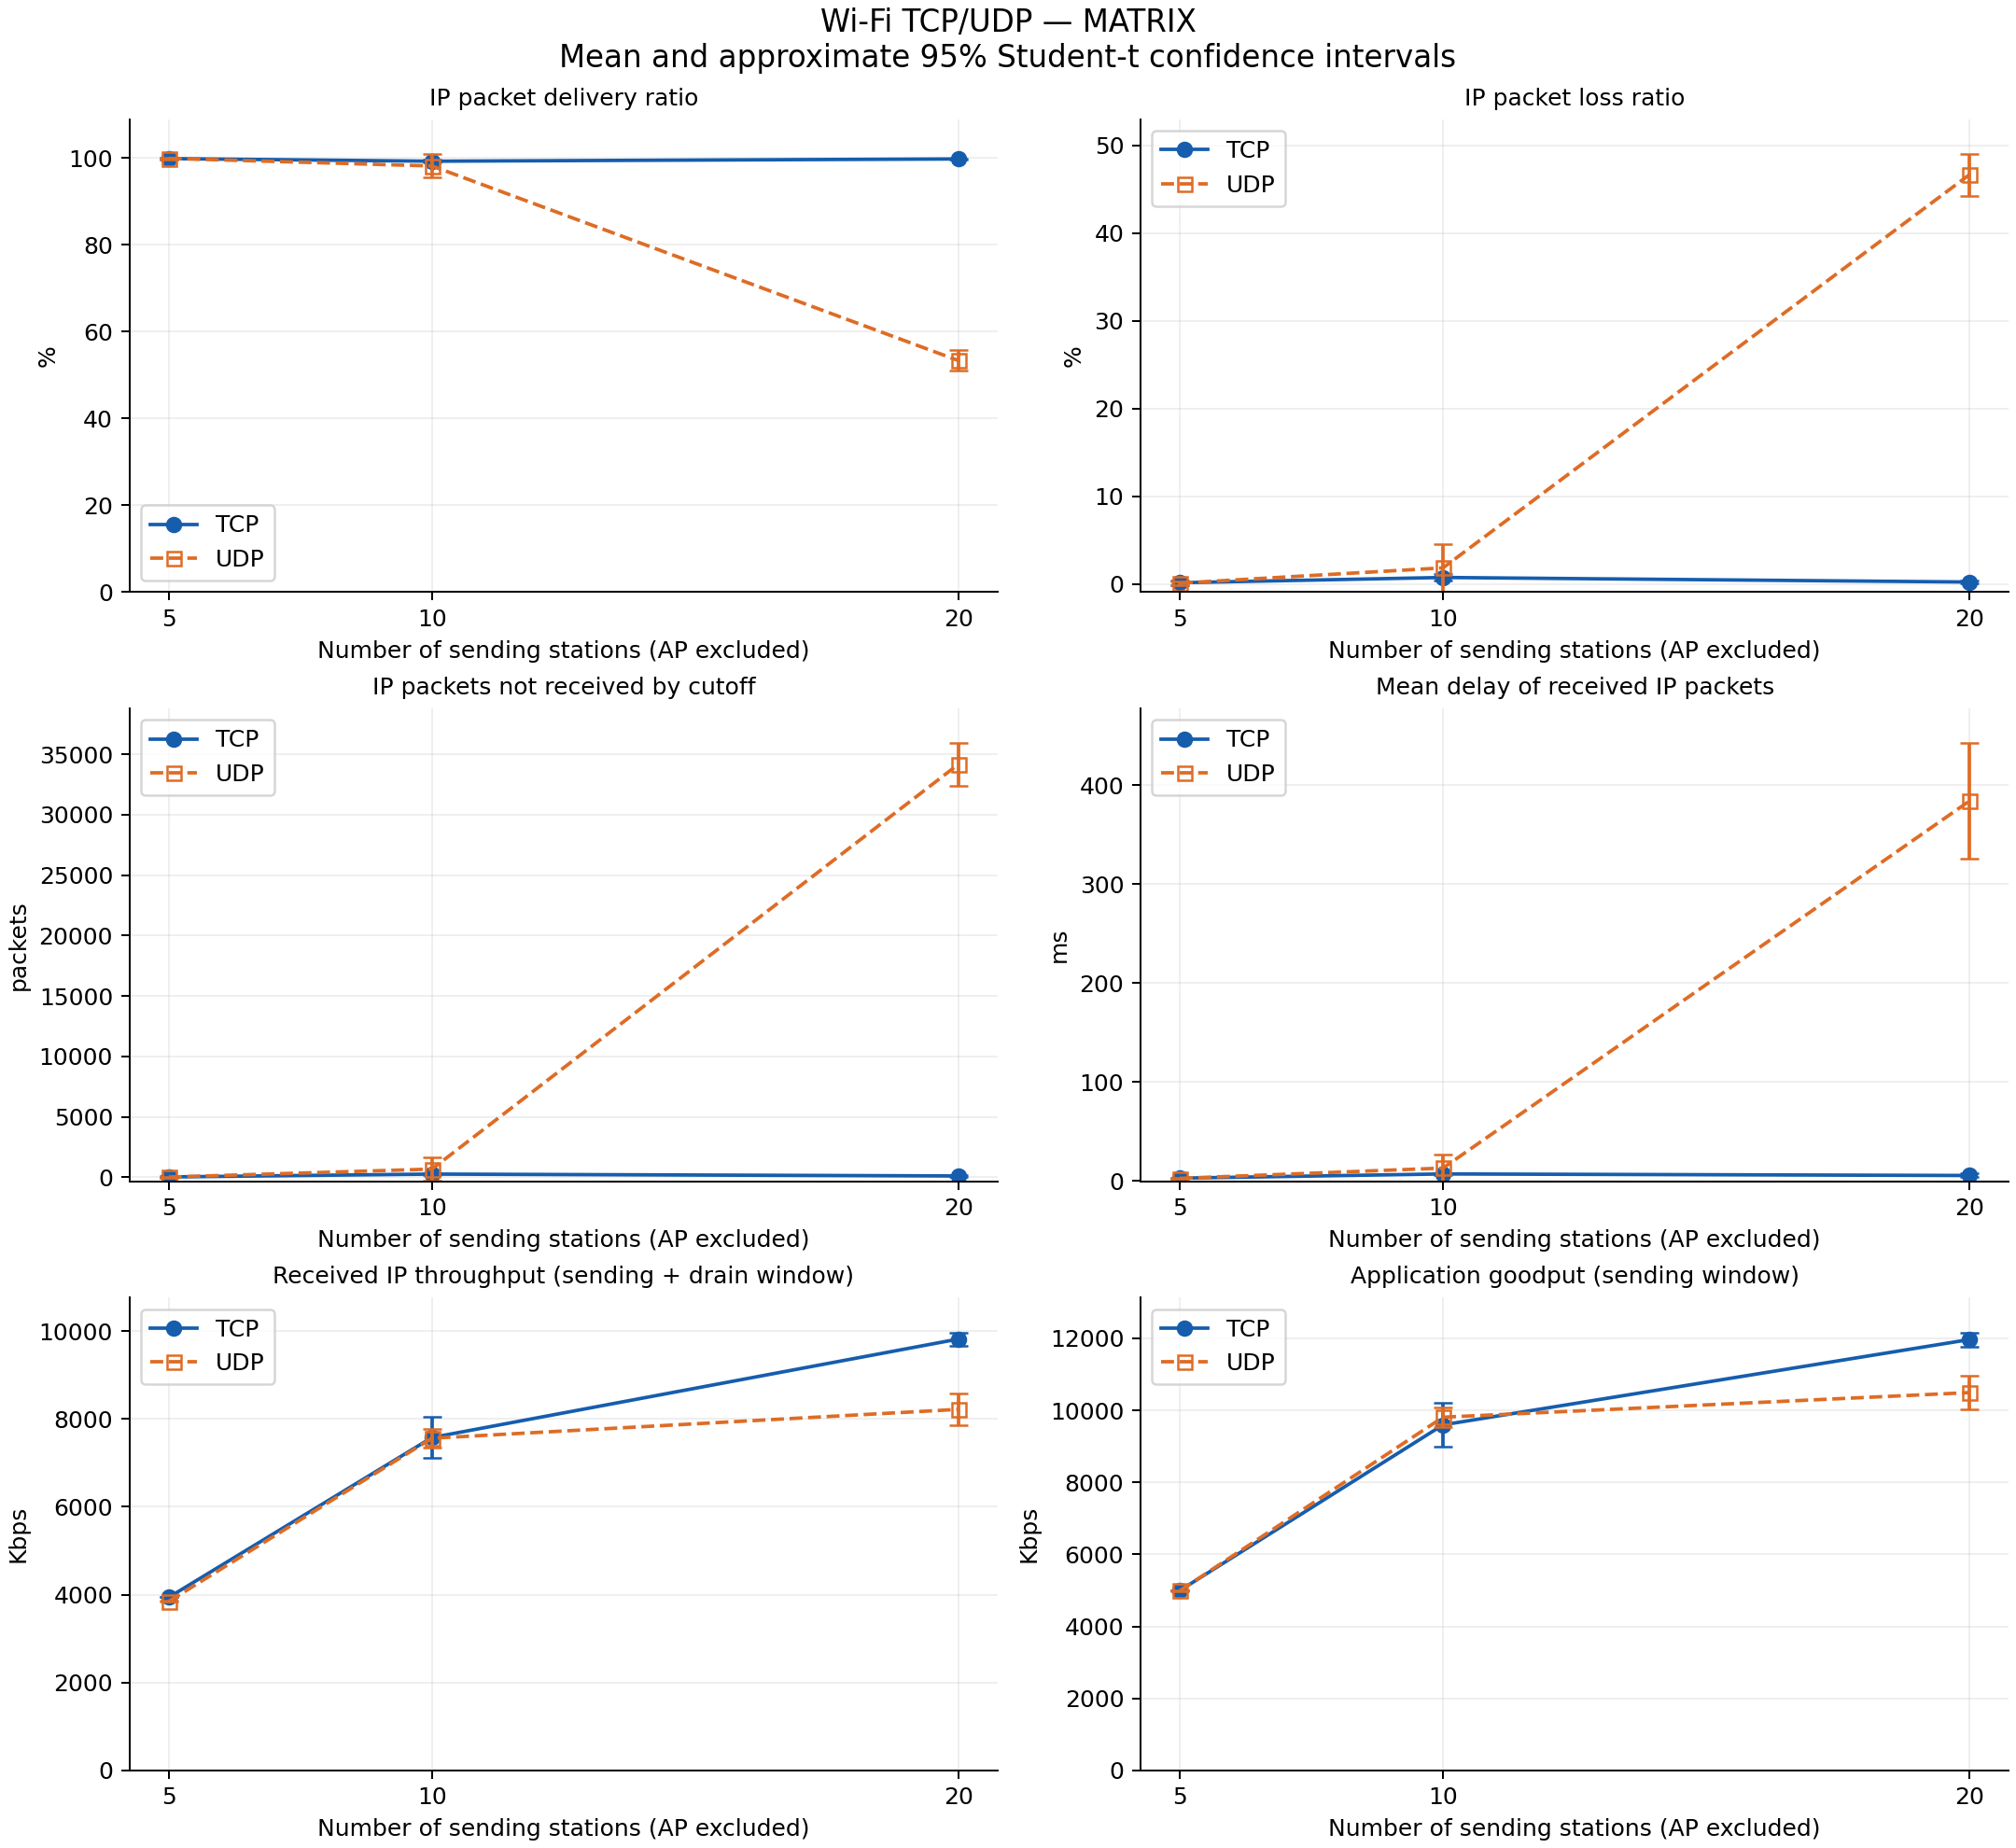 Wi-Fi TCP/UDP — MATRIX
Mean and approximate 95% Student-t confidence intervals
IP packet delivery ratio
100
80
60
40
20
0
%
TCP
UDP
5
10
20
Number of sending stations (AP excluded)
IP packet loss ratio
50
40
30
20
10
0
%
TCP
UDP
5
10
20
Number of sending stations (AP excluded)
IP packets not received by cutoff
35000
30000
25000
20000
15000
10000
5000
0
packets
TCP
UDP
5
10
20
Number of sending stations (AP excluded)
Mean delay of received IP packets
400
300
200
100
0
ms
TCP
UDP
5
10
20
Number of sending stations (AP excluded)
Received IP throughput (sending + drain window)
10000
8000
6000
4000
2000
0
Kbps
TCP
UDP
5
10
20
Number of sending stations (AP excluded)
Application goodput (sending window)
12000
10000
8000
6000
4000
2000
0
Kbps
TCP
UDP
5
10
20
Number of sending stations (AP excluded)